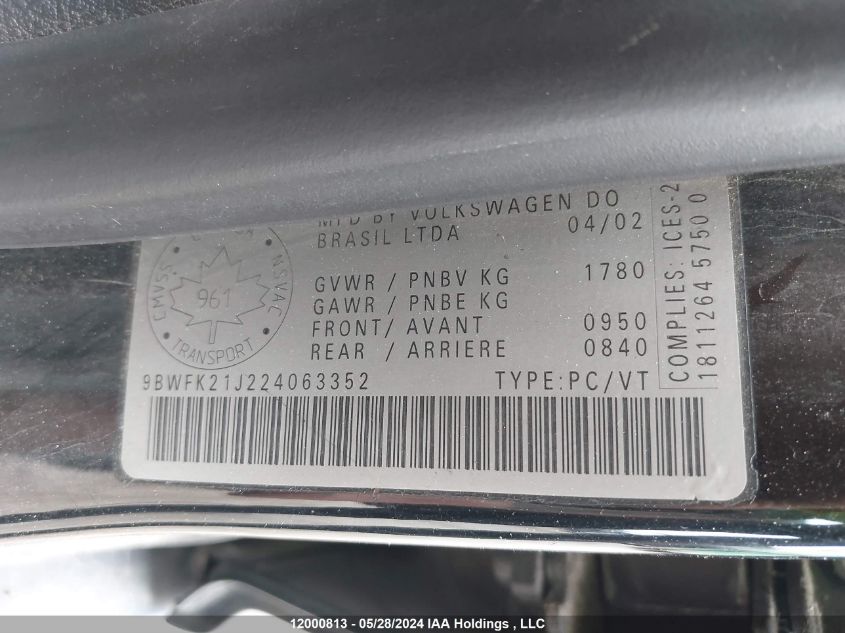 MFD BY VOLKSWAGEN DO
BRASIL LTDA 04/02
GVWR / PNBV KG 1780
GAWR / PNBE KG
FRONT/ AVANT 0950
REAR / ARRIERE 0840
CMVSS NSVAC
961
TRANSPORT
COMPLIES: ICES-2
1811264 5750 0
9BWFK21J224063352 TYPE:PC/VT
12000813 - 05/28/2024 IAA Holdings , LLC